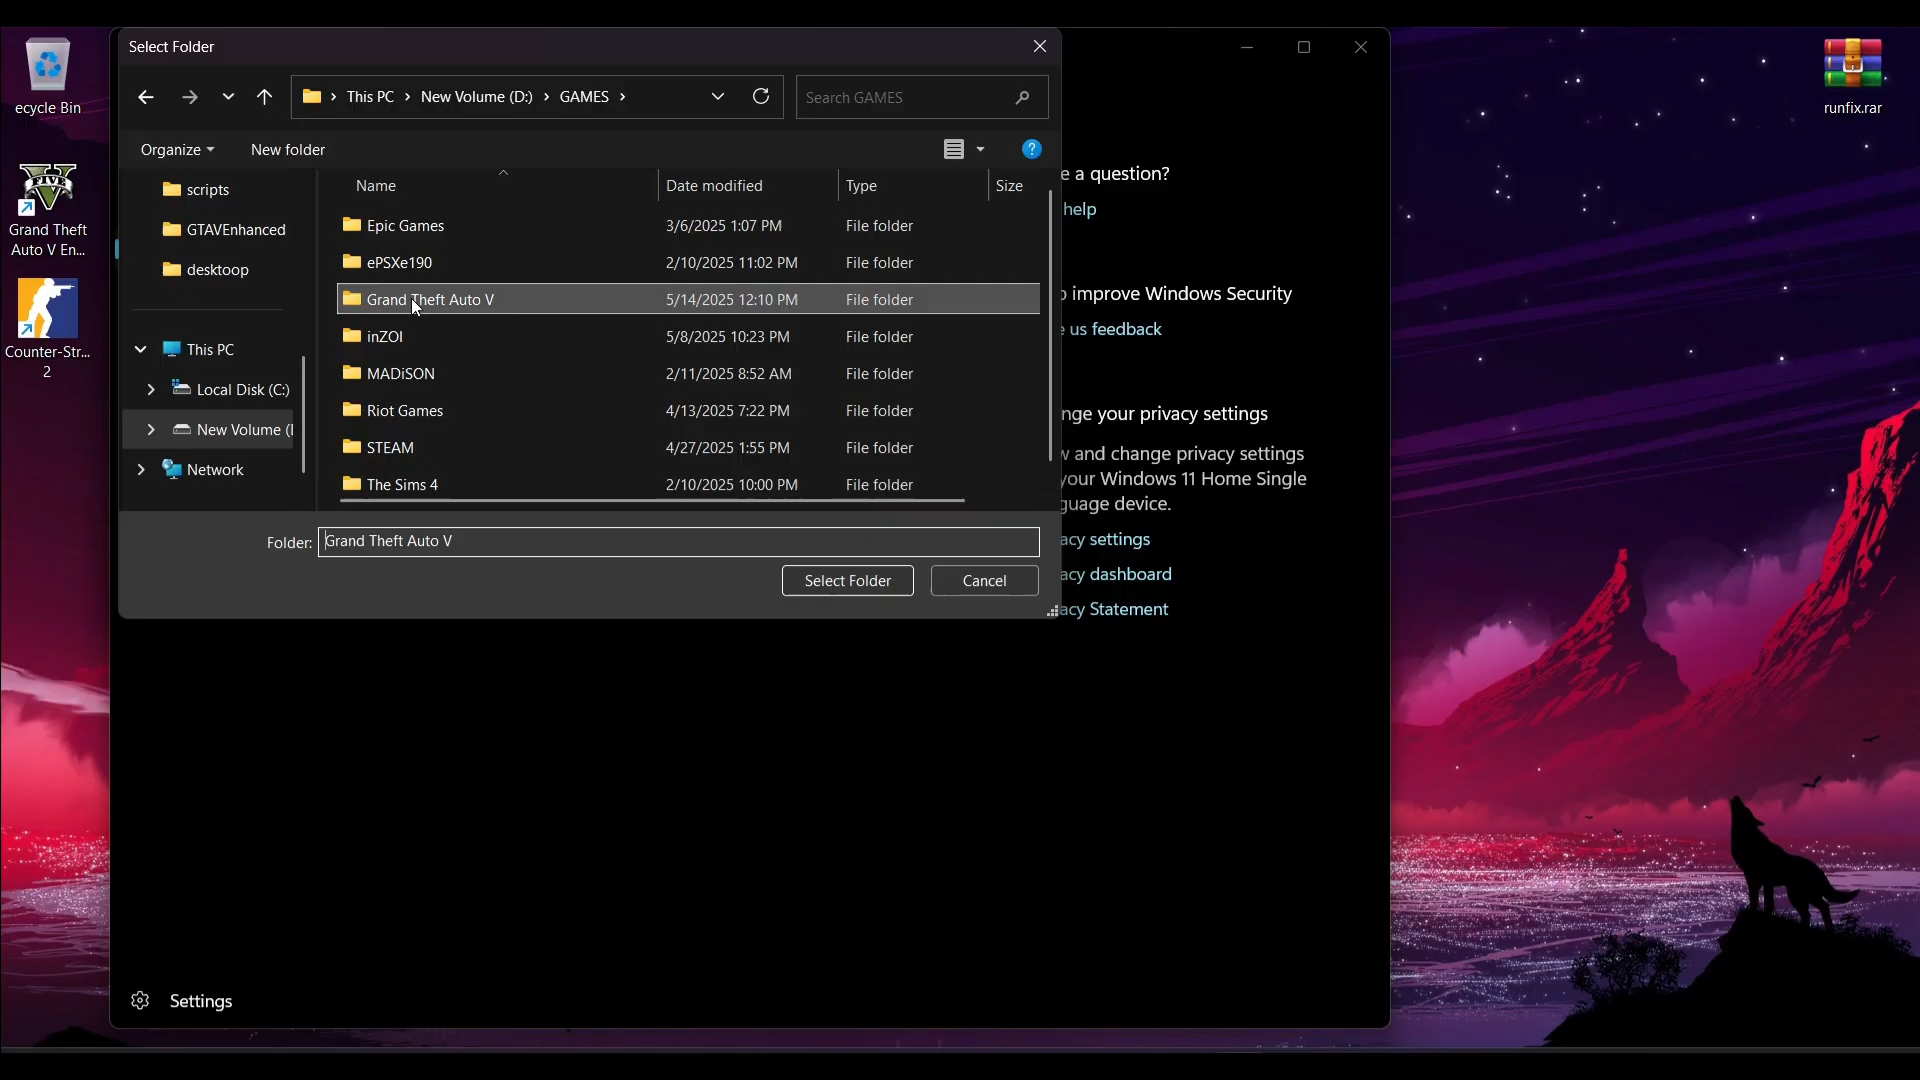 Select Folder
This PC > New Volume (D:) > GAMES >
Search GAMES
Organize
New folder
?
scripts
GTAVEnhanced
desktoop
This PC
Local Disk (C:)
New Volume (
Network
Name
Date modified
Type
Size
Epic Games
3/6/2025 1:07 PM
File folder
ePSXe190
2/10/2025 11:02 PM
File folder
Grand Theft Auto V
5/14/2025 12:10 PM
File folder
inZOI
5/8/2025 10:23 PM
File folder
MADiSON
2/11/2025 8:52 AM
File folder
Riot Games
4/13/2025 7:22 PM
File folder
STEAM
4/27/2025 1:55 PM
File folder
The Sims 4
2/10/2025 10:00 PM
File folder
Folder:
Grand Theft Auto V
Select Folder
Cancel
e a question?
help
improve Windows Security
us feedback
nge your privacy settings
and change privacy settings
your Windows 11 Home Single
guage device.
acy settings
acy dashboard
acy Statement
Settings
ecycle Bin
FIVE
Grand Theft
Auto V En...
Counter-Str...
2
runfix.rar